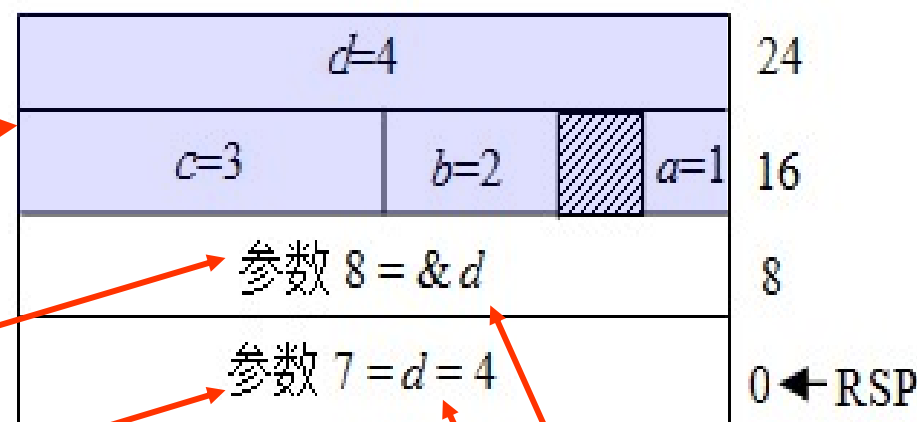 d=4 24
c=3 b=2 a=1 16
参数 8 = &d 8
参数 7 = d = 4 0 RSP